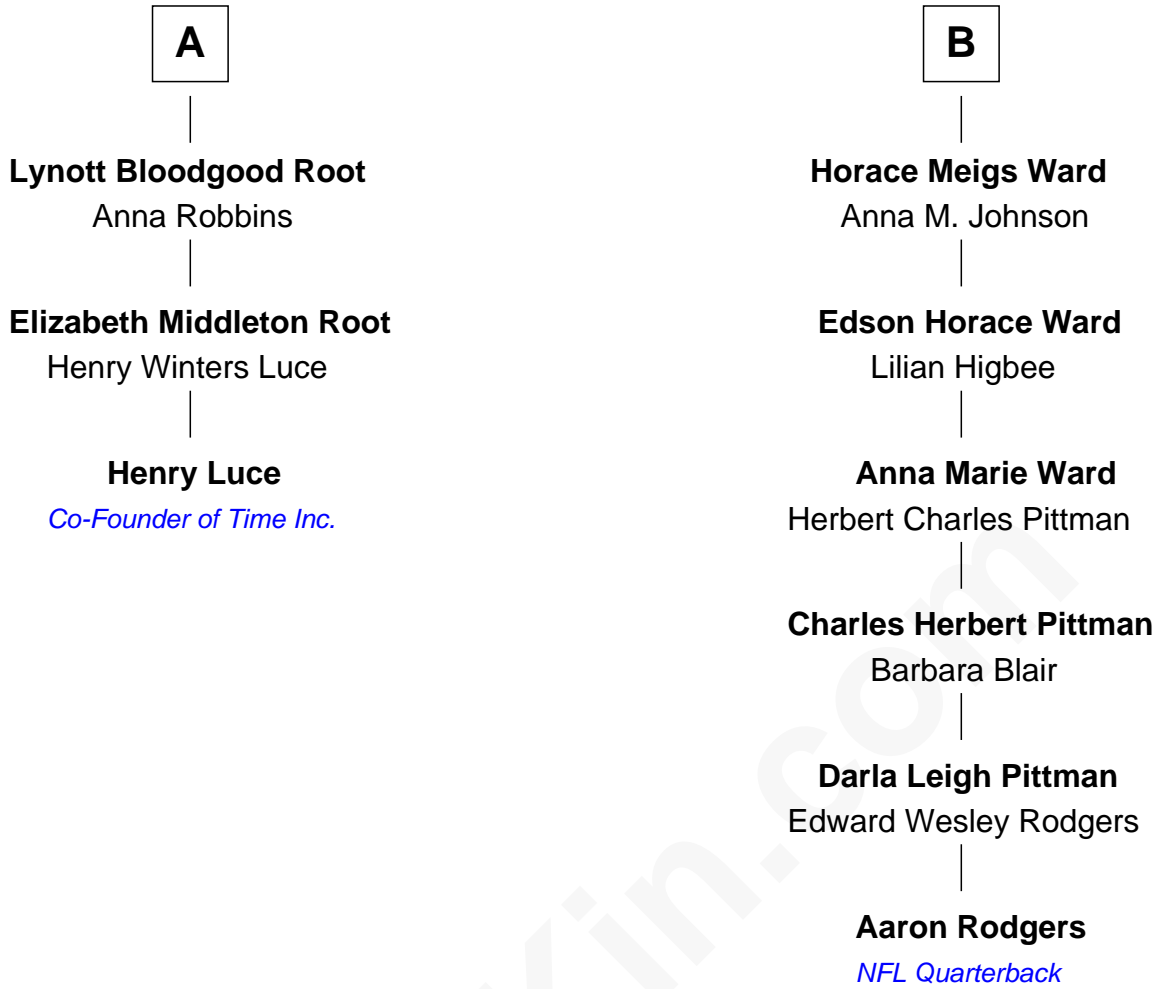 A
Lynott Bloodgood Root
Anna Robbins
Elizabeth Middleton Root
Henry Winters Luce
Henry Luce
Co-Founder of Time Inc.
B
Horace Meigs Ward
Anna M. Johnson
Edson Horace Ward
Lilian Higbee
Anna Marie Ward
Herbert Charles Pittman
Charles Herbert Pittman
Barbara Blair
Darla Leigh Pittman
Edward Wesley Rodgers
Aaron Rodgers
NFL Quarterback
Kin.com